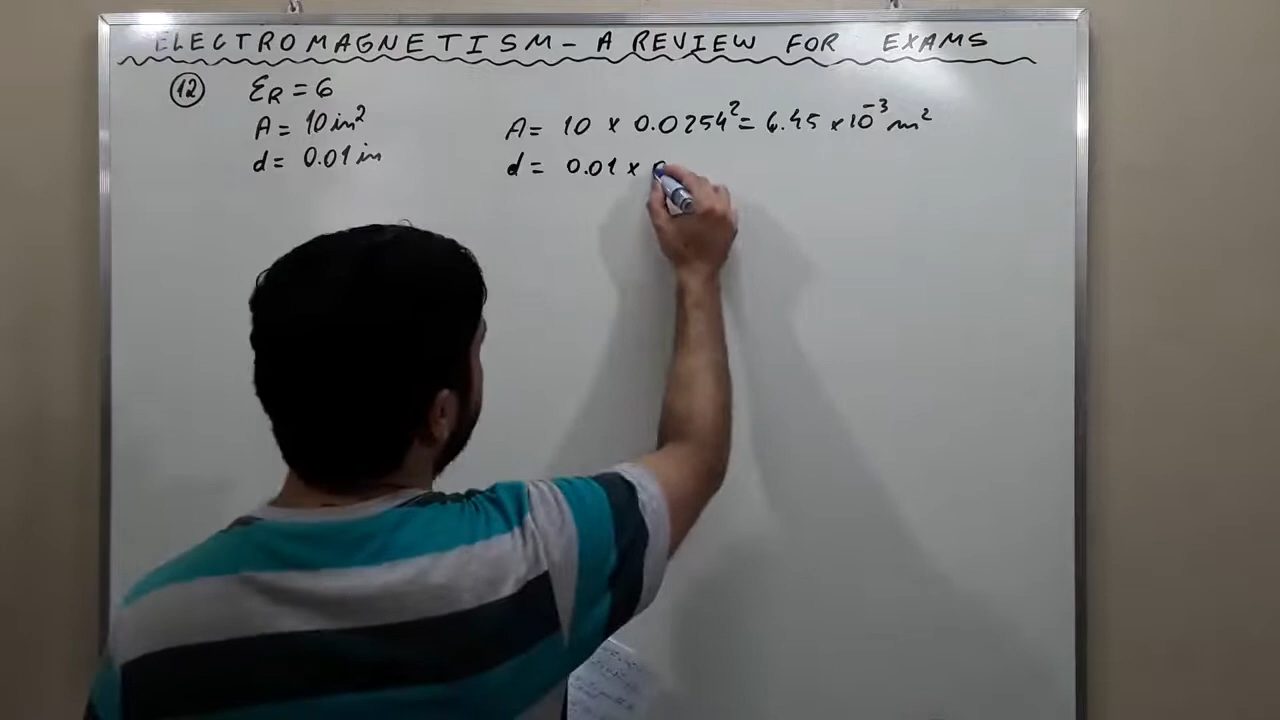 ELECTROMAGNETISM - A REVIEW FOR EXAMS
12 εR = 6
A = 10 in² A = 10 x 0.0254² = 6.45 x 10⁻³ m²
d = 0.01 in d = 0.01 x